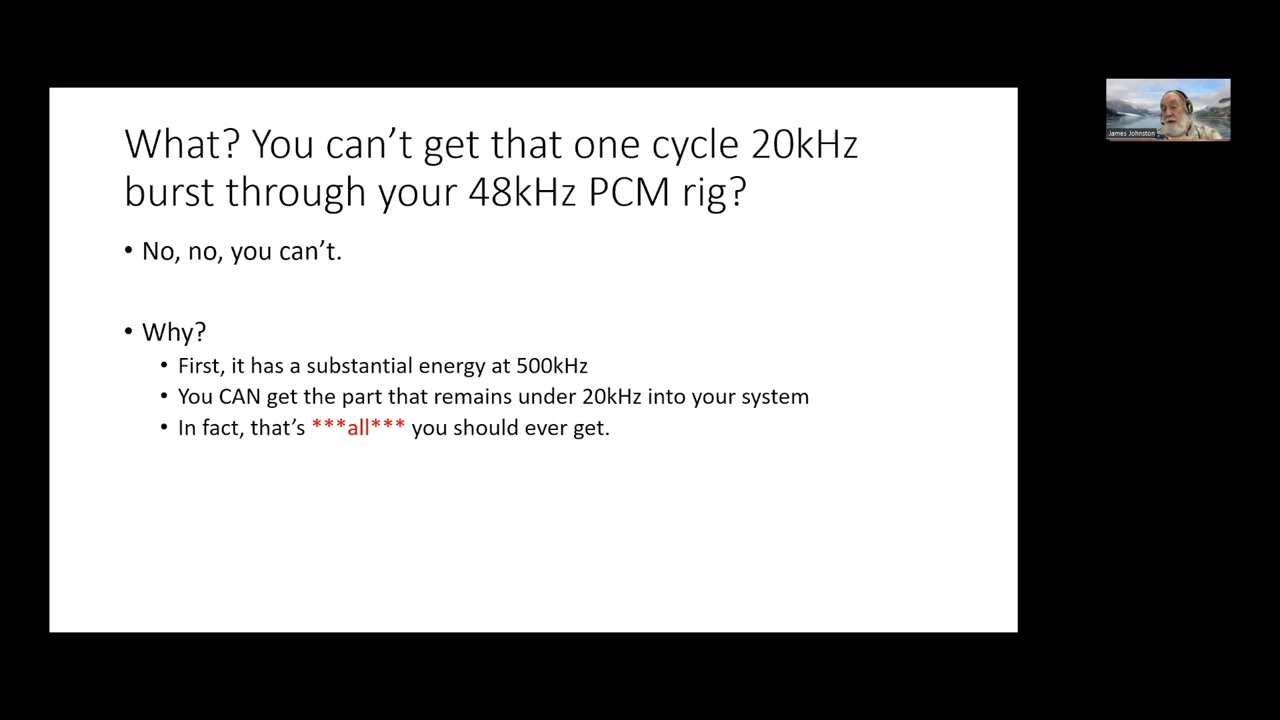 What? You can’t get that one cycle 20kHz
burst through your 48kHz PCM rig?
• No, no, you can’t.
• Why?
• First, it has a substantial energy at 500kHz
• You CAN get the part that remains under 20kHz into your system
• In fact, that’s ***all*** you should ever get.
James Johnston